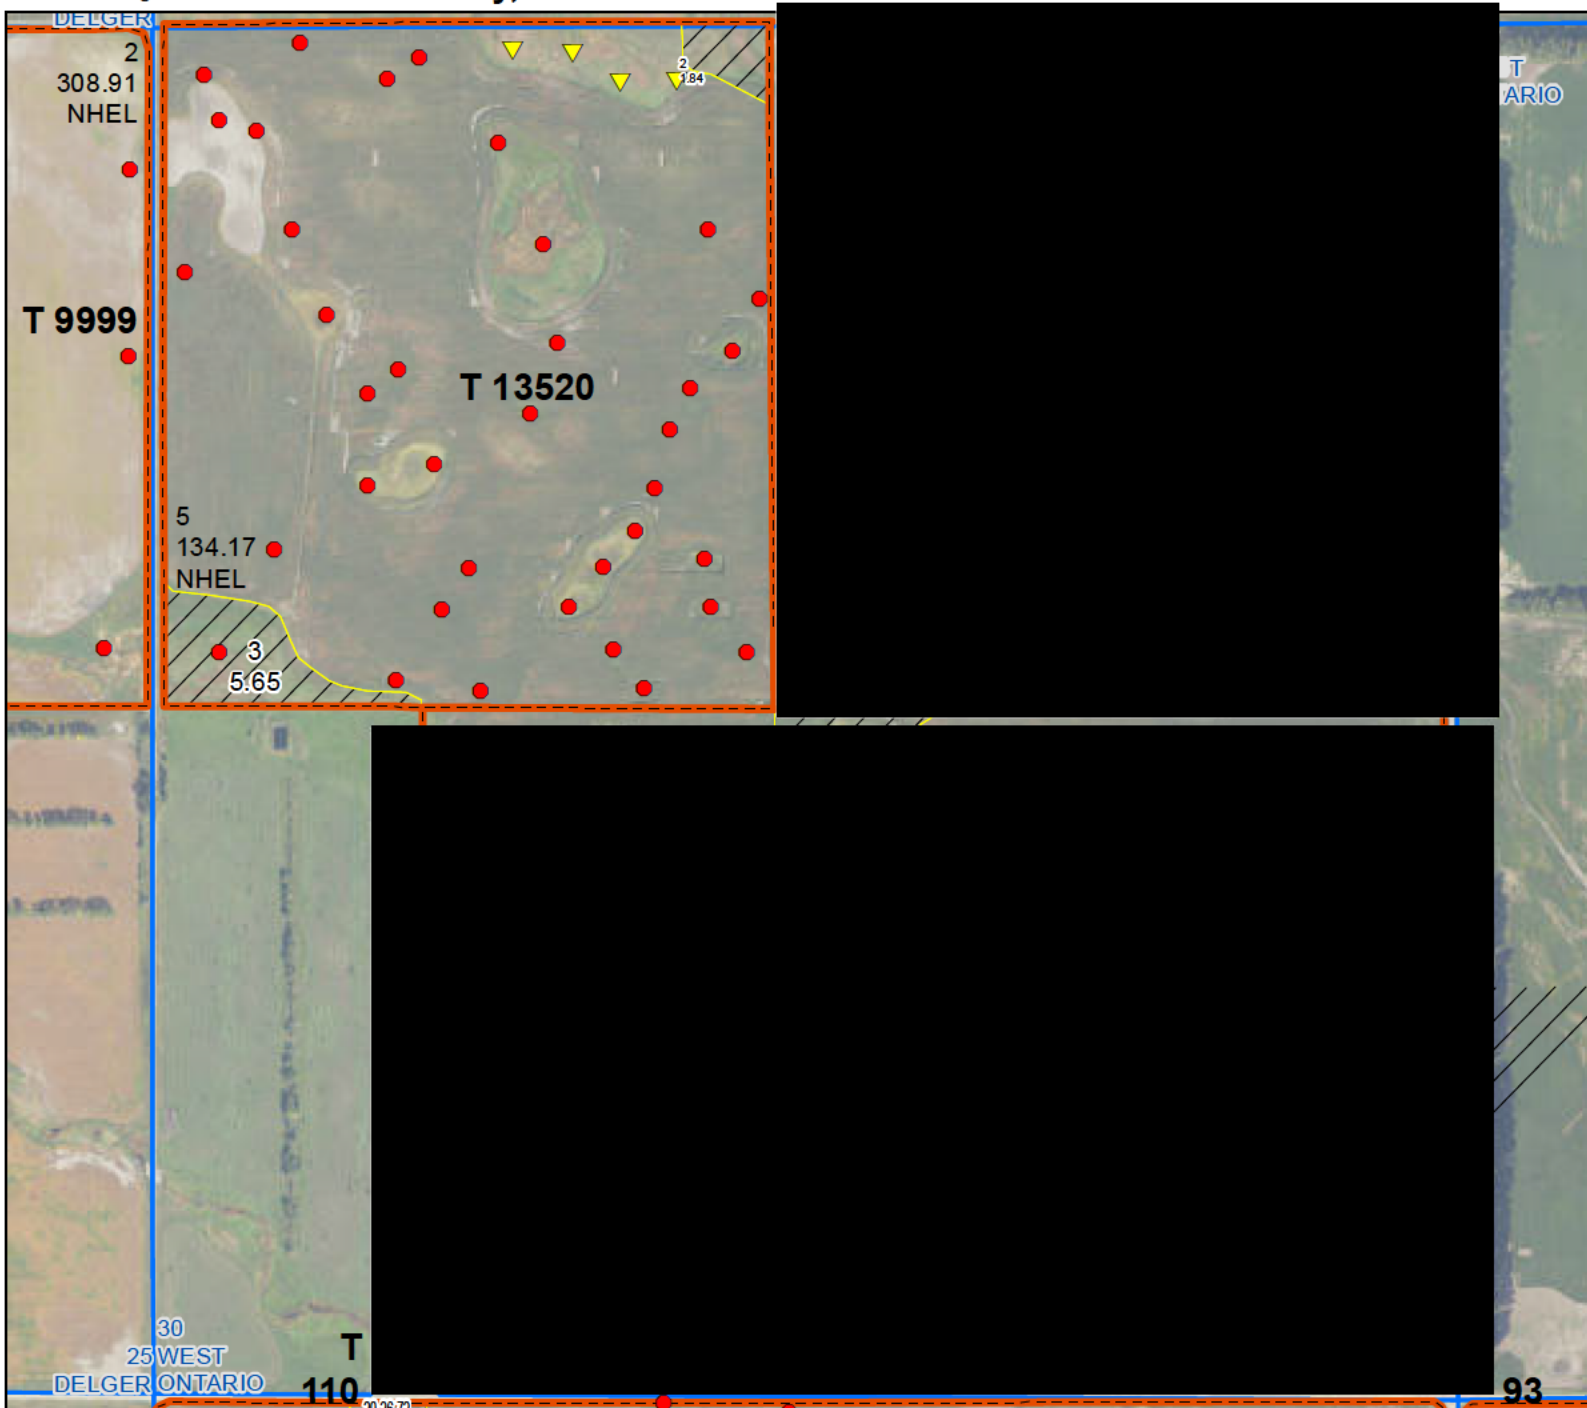 DELGER
2
308.91
NHEL
2
1.84
T
ARIO
T 9999
T 13520
5
134.17
NHEL
3
5.65
30
25 WEST
DELGER ONTARIO
T
110
93